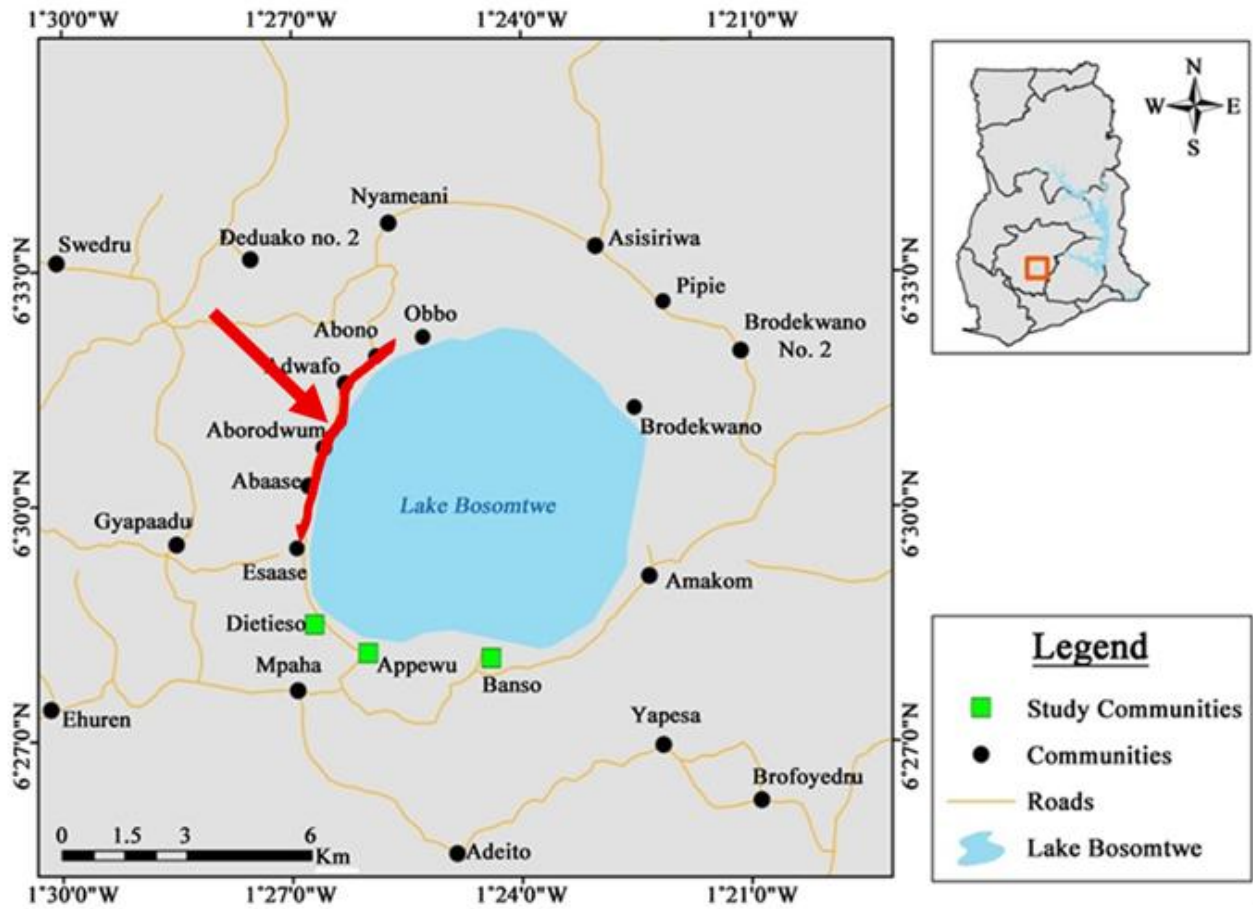 1°30'0"W 1°27'0"W 1°24'0"W 1°21'0"W
N
W E
S
Nyameani
Swedru
Deduako no. 2
Asisiriwa
6°33'0"N
6°33'0"N
Pipie
Obbo
Abono
Brodekwano
No. 2
Adwafo
Aborodwum
Brodekwano
Abaase
Lake Bosomtwe
6°30'0"N
6°30'0"N
Gyapaadu
Esaase
Amakom
Dietieso
Mpaha
Appewu
Banso
Ehuren
Yapesa
6°27'0"N
6°27'0"N
Brofoyedru
Adeito
0 1.5 3 6
Km
1°30'0"W 1°27'0"W 1°24'0"W 1°21'0"W
Legend
Study Communities
Communities
Roads
Lake Bosomtwe